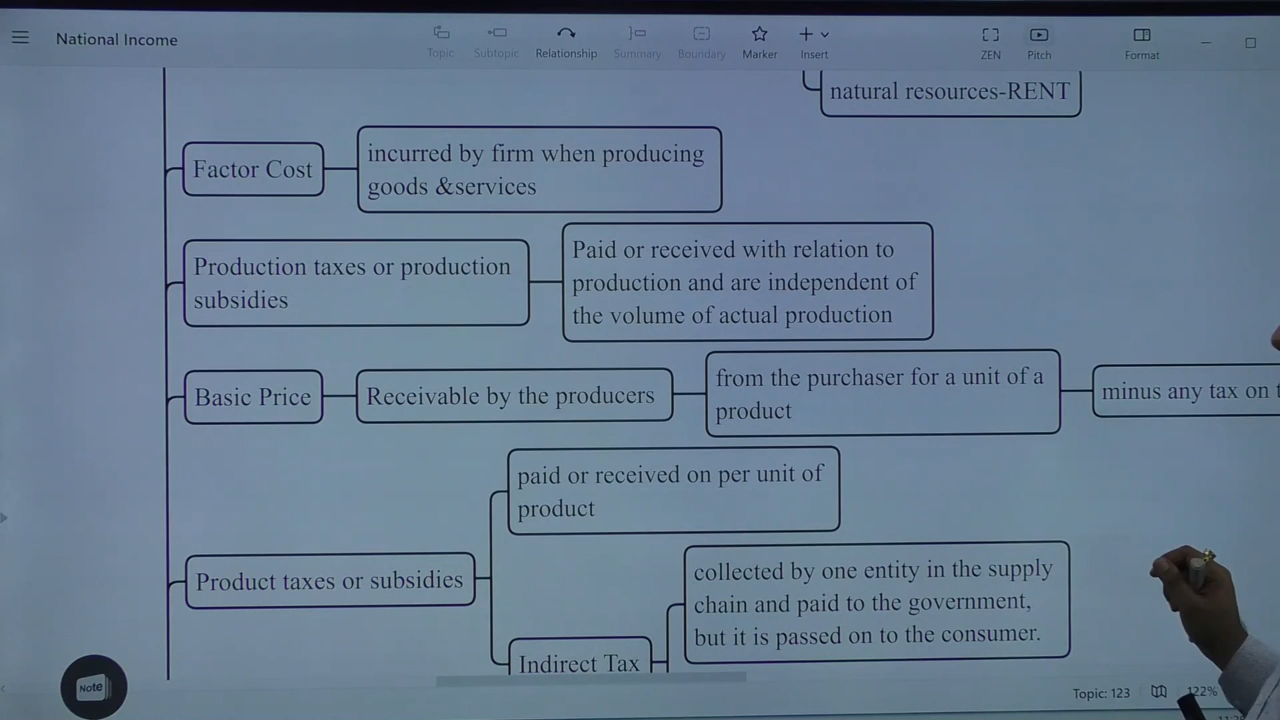 National Income
Topic
Subtopic
Relationship
Summary
Boundary
Marker
Insert
ZEN
Pitch
Format
natural resources-RENT
Factor Cost
incurred by firm when producing
goods &services
Production taxes or production
subsidies
Paid or received with relation to
production and are independent of
the volume of actual production
Basic Price
Receivable by the producers
from the purchaser for a unit of a
product
minus any tax on
paid or received on per unit of
product
Product taxes or subsidies
collected by one entity in the supply
chain and paid to the government,
but it is passed on to the consumer.
Indirect Tax
Note
Topic: 123
122%